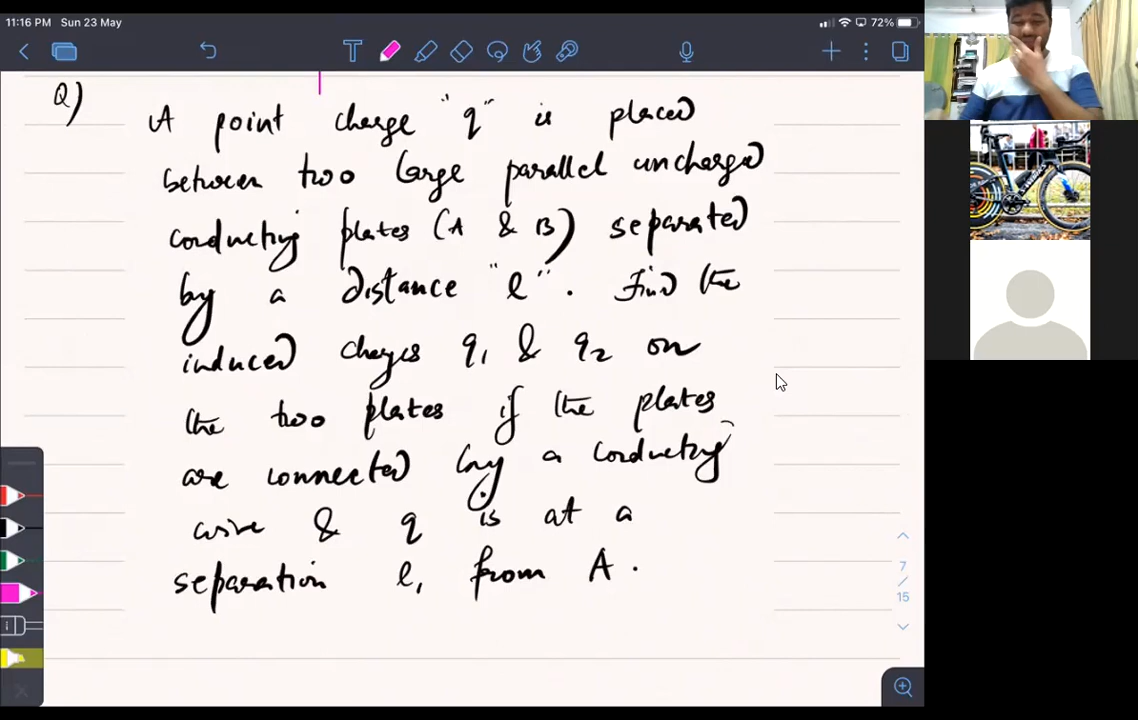 11:16 PM Sun 23 May
72%
Q)
A point charge "q" is placed
between two large parallel uncharged
conducting plates (A & B) separated
by a distance "l". Find the
induced charges q₁ & q₂ on
the two plates if the plates
are connected by a conducting
wire & q is at a
separation l₁ from A.
7
/
15